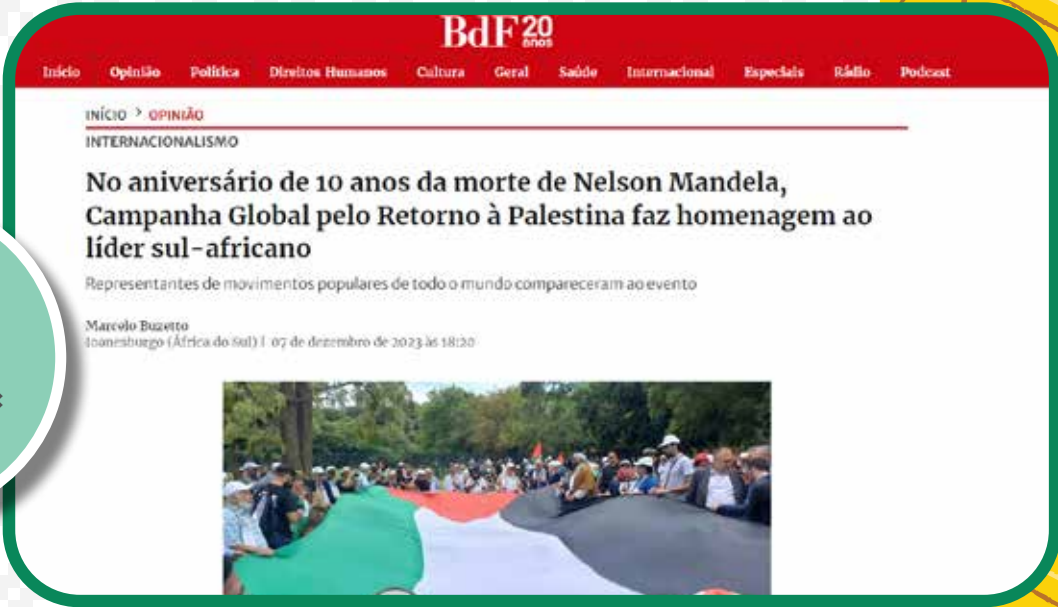 BdF 20
anos
Início Opinião Política Direitos Humanos Cultura Geral Saúde Internacional Especiais Rádio Podcast
INÍCIO > OPINIÃO
INTERNACIONALISMO
No aniversário de 10 anos da morte de Nelson Mandela,
Campanha Global pelo Retorno à Palestina faz homenagem ao
líder sul-africano
Representantes de movimentos populares de todo o mundo compareceram ao evento
Marcelo Buzetto
Joanesburgo (África do Sul) | 07 de dezembro de 2023 às 18:20